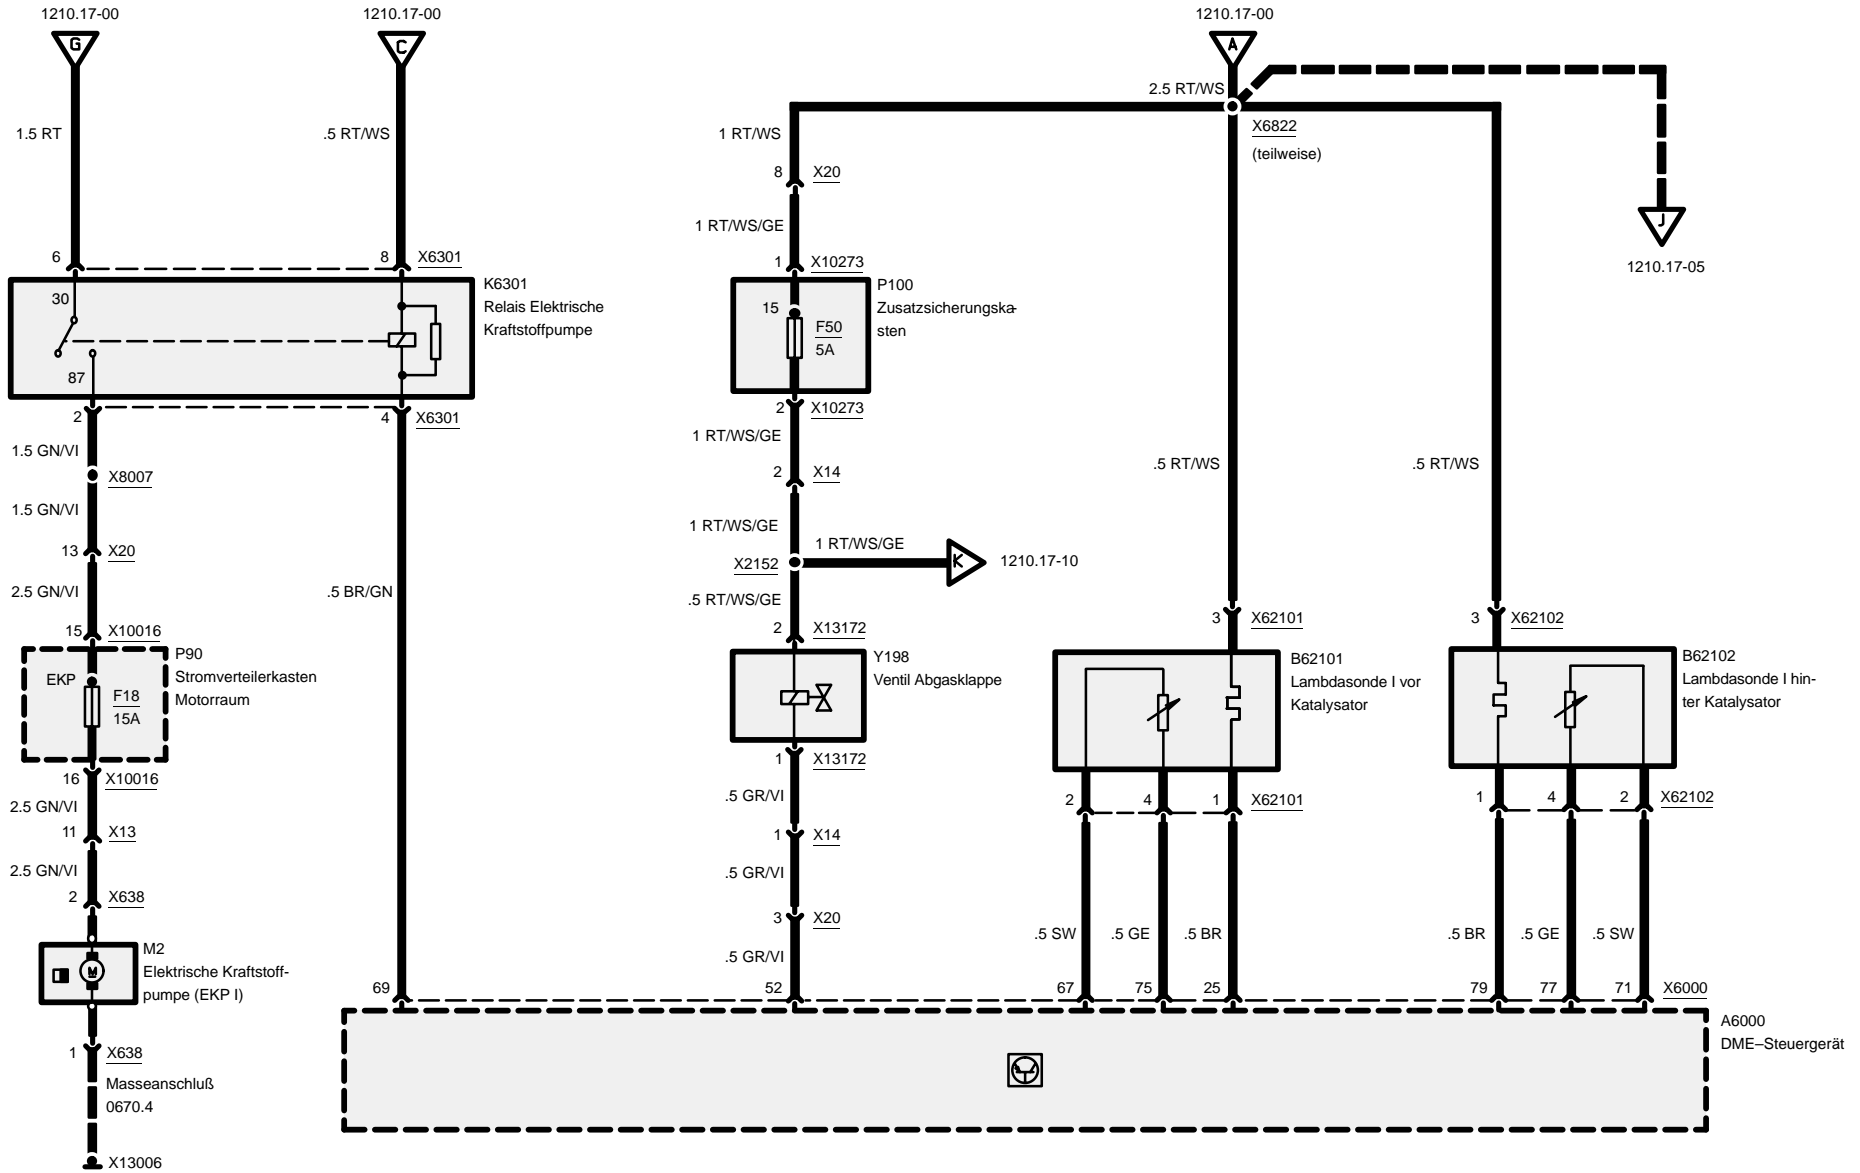 1210.17-00
1210.17-00
1210.17-00
G
C
A
2.5 RT/WS
1.5 RT
.5 RT/WS
1 RT/WS
X6822
(teilweise)
8
X20
J
1 RT/WS/GE
1210.17-05
6
8
X6301
1
X10273
30
K6301
Relais Elektrische
Kraftstoffpumpe
87
15
F50
5A
P100
Zusatzsicherungska-
sten
2
4
X6301
2
X10273
1.5 GN/VI
1 RT/WS/GE
.5 RT/WS
.5 RT/WS
X8007
2
X14
1.5 GN/VI
1 RT/WS/GE
1 RT/WS/GE
K
1210.17-10
13
X20
X2152
2.5 GN/VI
.5 BR/GN
.5 RT/WS/GE
15
X10016
2
X13172
3
X62101
3
X62102
EKP
F18
15A
P90
Stromverteilerkasten
Motorraum
Y198
Ventil Abgasklappe
B62101
Lambdasonde I vor
Katalysator
B62102
Lambdasonde I hin-
ter Katalysator
16
X10016
1
X13172
2
4
1
X62101
1
4
2
X62102
2.5 GN/VI
.5 GR/VI
11
X13
1
X14
2.5 GN/VI
.5 GR/VI
2
X638
3
X20
.5 SW
.5 GE
.5 BR
.5 BR
.5 GE
.5 SW
M
M2
Elektrische Kraftstoff-
pumpe (EKP I)
.5 GR/VI
69
52
67
75
25
79
77
71
X6000
A6000
DME–Steuergerät
1
X638
Masseanschluß
0670.4
X13006